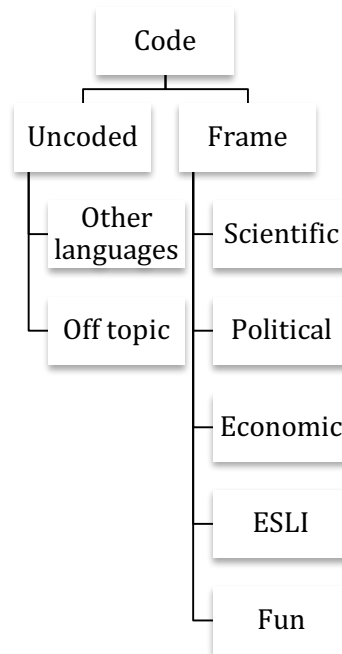 Code
Uncoded
Frame
Other
languages
Off topic
Scientific
Political
Economic
ESLI
Fun